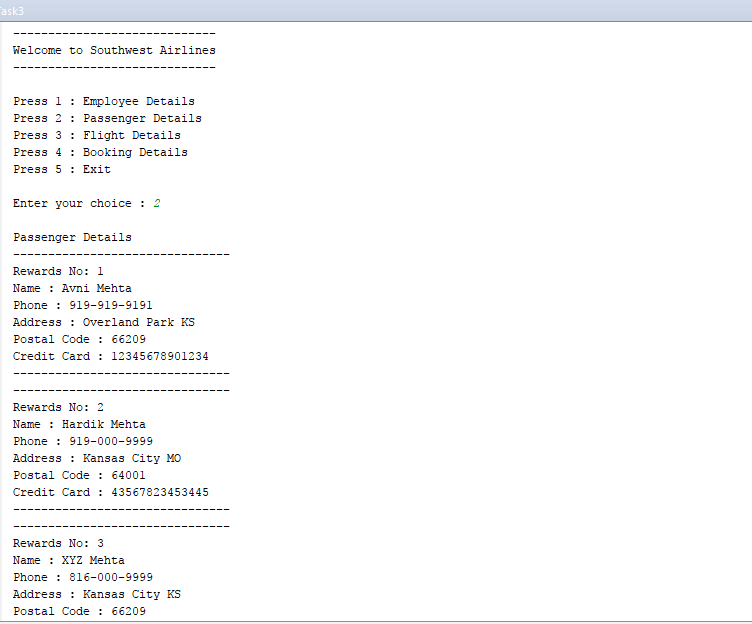 Task3
-----------------------------
Welcome to Southwest Airlines
-----------------------------
Press 1 : Employee Details
Press 2 : Passenger Details
Press 3 : Flight Details
Press 4 : Booking Details
Press 5 : Exit
Enter your choice : 2
Passenger Details
-------------------------------
Rewards No: 1
Name : Avni Mehta
Phone : 919-919-9191
Address : Overland Park KS
Postal Code : 66209
Credit Card : 12345678901234
-------------------------------
-------------------------------
Rewards No: 2
Name : Hardik Mehta
Phone : 919-000-9999
Address : Kansas City MO
Postal Code : 64001
Credit Card : 43567823453445
-------------------------------
-------------------------------
Rewards No: 3
Name : XYZ Mehta
Phone : 816-000-9999
Address : Kansas City KS
Postal Code : 66209